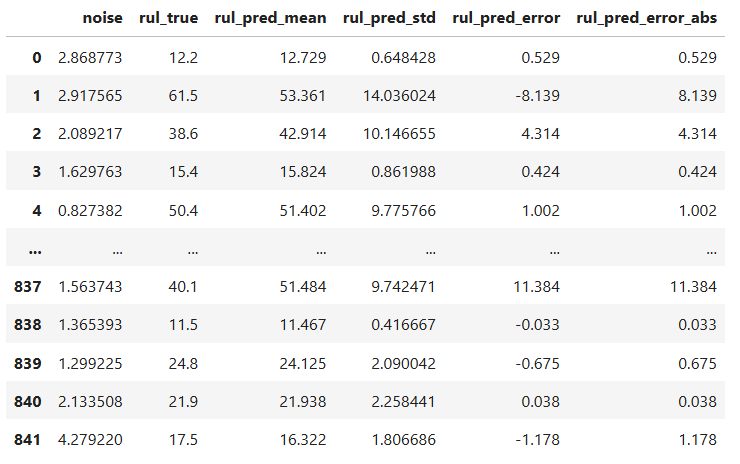 noise rul_true rul_pred_mean rul_pred_std rul_pred_error rul_pred_error_abs
0 2.868773 12.2 12.729 0.648428 0.529 0.529
1 2.917565 61.5 53.361 14.036024 -8.139 8.139
2 2.089217 38.6 42.914 10.146655 4.314 4.314
3 1.629763 15.4 15.824 0.861988 0.424 0.424
4 0.827382 50.4 51.402 9.775766 1.002 1.002
... ... ... ... ... ... ...
837 1.563743 40.1 51.484 9.742471 11.384 11.384
838 1.365393 11.5 11.467 0.416667 -0.033 0.033
839 1.299225 24.8 24.125 2.090042 -0.675 0.675
840 2.133508 21.9 21.938 2.258441 0.038 0.038
841 4.279220 17.5 16.322 1.806686 -1.178 1.178